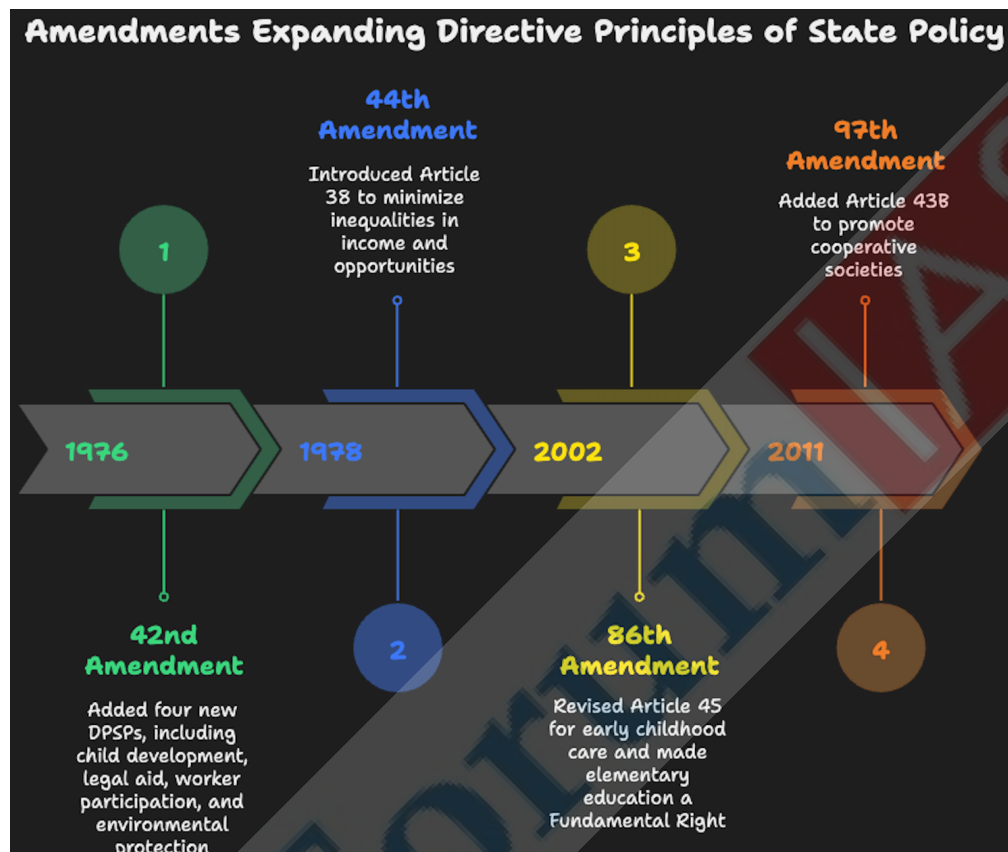 Amendments Expanding Directive Principles of State Policy
44th
Amendment
Introduced Article
38 to minimize
inequalities in
income and
opportunities
97th
Amendment
Added Article 43B
to promote
cooperative
societies
1
3
1976
1978
2002
2011
42nd
Amendment
Added four new
DPSPs, including
child development,
legal aid, worker
participation, and
environmental
protection
2
86th
Amendment
Revised Article 45
for early childhood
care and made
elementary
education a
Fundamental Right
4
Forum IAS